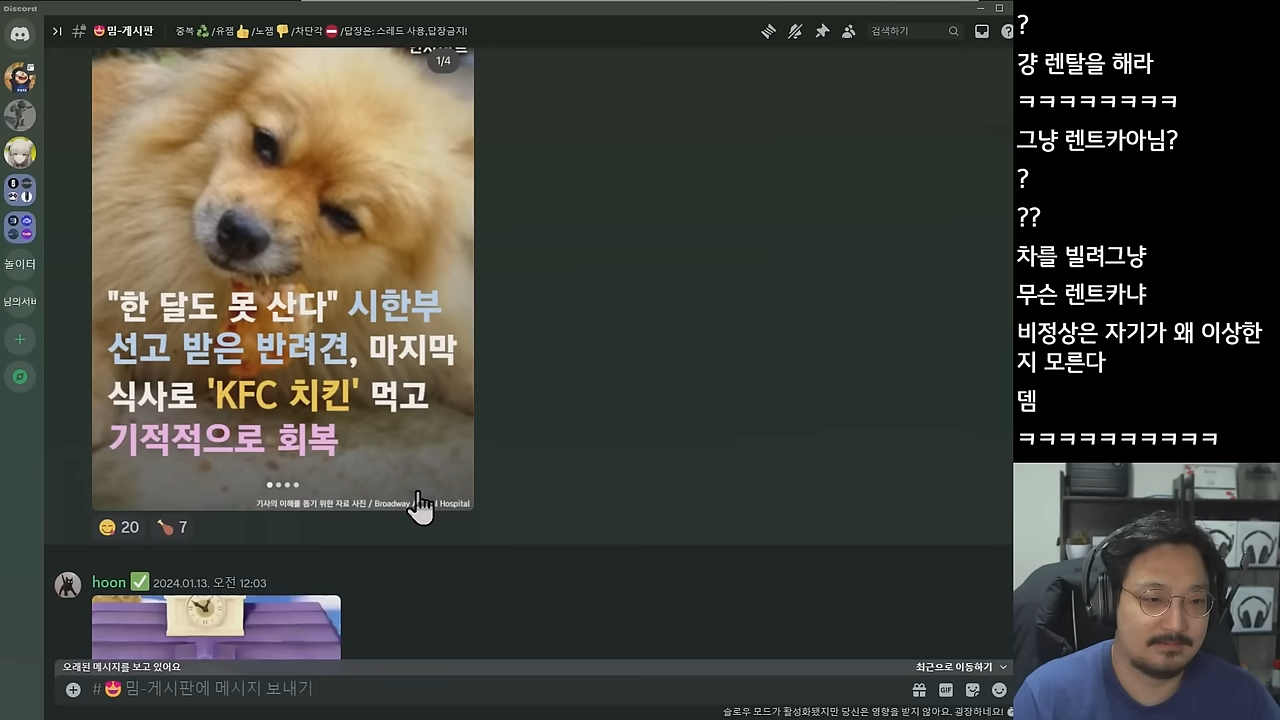 Discord
밈-게시판
중복 /유잼 /노잼 /차단각 /답장은: 스레드 사용,답장금지!
검색하기
1/4
"한 달도 못 산다" 시한부
선고 받은 반려견, 마지막
식사로 'KFC 치킨' 먹고
기적적으로 회복
기사의 이해를 돕기 위한 자료 사진 / Broadway Hospital
20
7
hoon 2024.01.13. 오전 12:03
오래된 메시지를 보고 있어요
최근으로 이동하기
#밈-게시판에 메시지 보내기
GIF
슬로우 모드가 활성화됐지만 당신은 영향을 받지 않아요. 굉장하네요!
놀이터
님의서버
?
걍 렌탈을 해라
ㅋㅋㅋㅋㅋㅋㅋㅋ
그냥 렌트카아님?
?
??
차를 빌려그냥
무슨 렌트카냐
비정상은 자기가 왜 이상한
지 모른다
뎀
ㅋㅋㅋㅋㅋㅋㅋㅋㅋㅋ